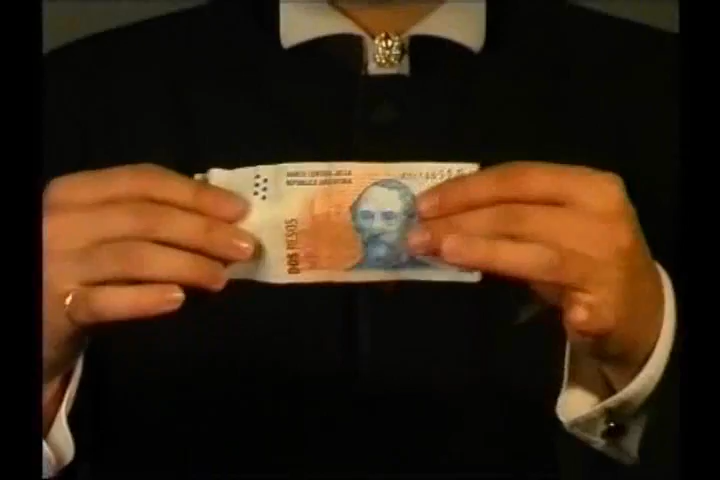 BANCO CENTRAL DE LA
REPUBLICA ARGENTINA
DOS PESOS